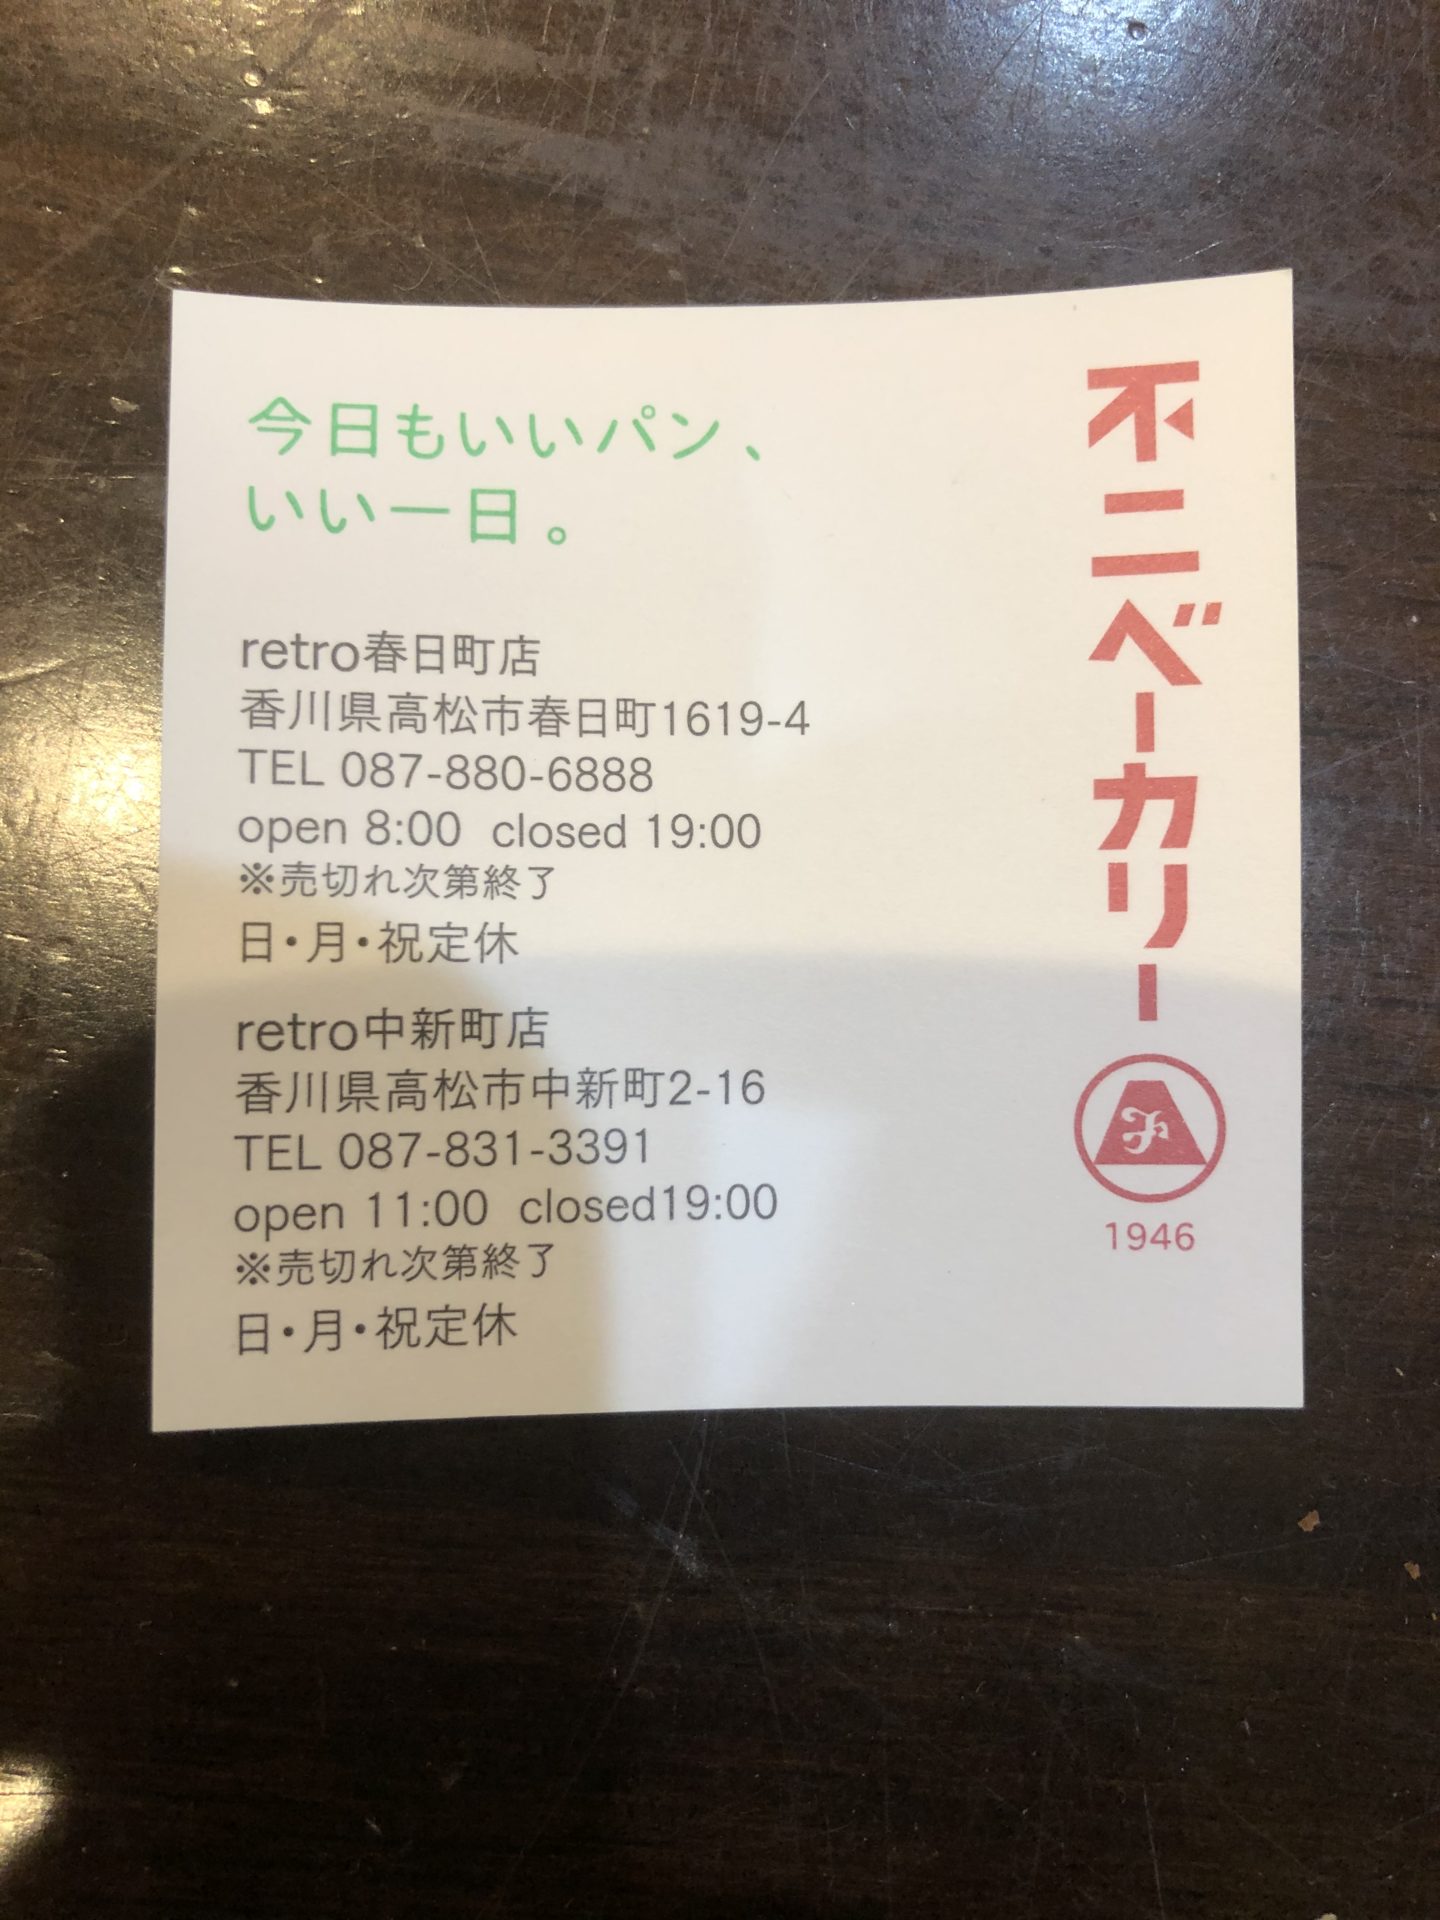 不二ベーカリー
1946
今日もいいパン、
いい一日。
retro春日町店
香川県高松市春日町1619-4
TEL 087-880-6888
open 8:00 closed 19:00
※売切れ次第終了
日・月・祝定休
retro中新町店
香川県高松市中新町2-16
TEL 087-831-3391
open 11:00 closed19:00
※売切れ次第終了
日・月・祝定休